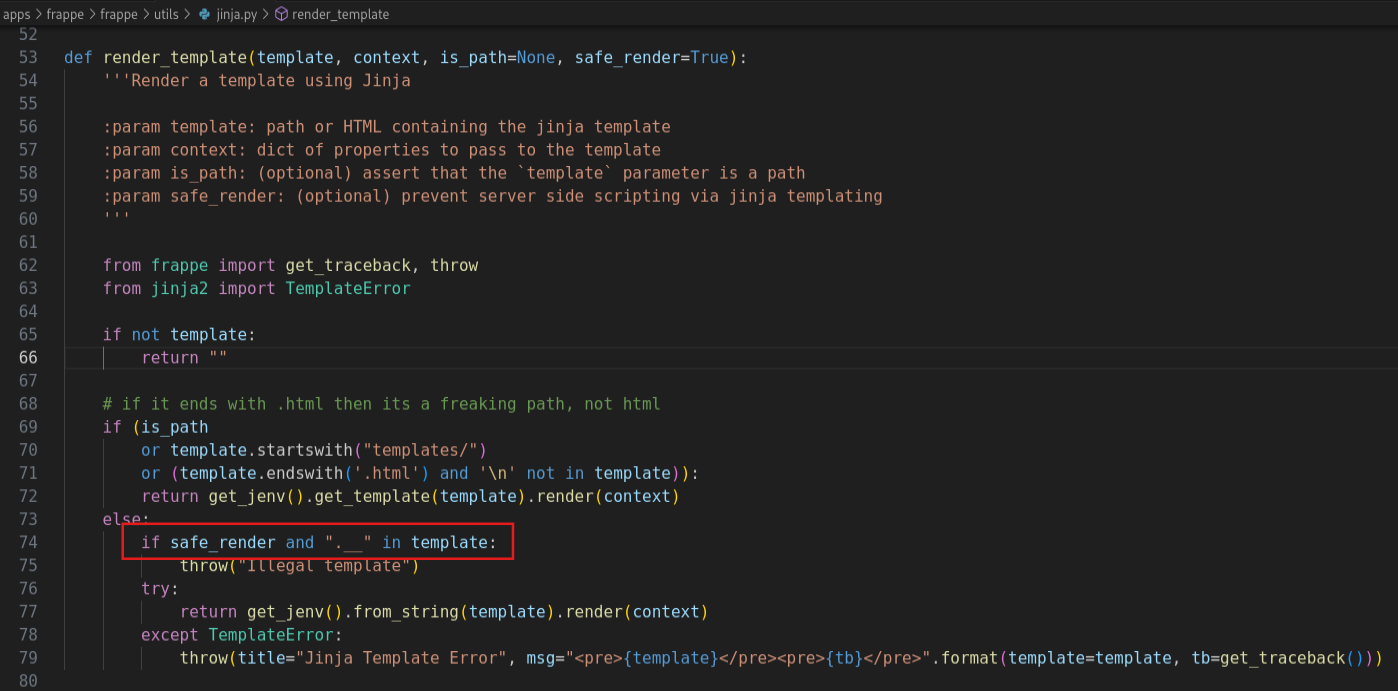 apps > frappe > frappe > utils > jinja.py > render_template
52
53 def render_template(template, context, is_path=None, safe_render=True):
54     '''Render a template using Jinja
55
56     :param template: path or HTML containing the jinja template
57     :param context: dict of properties to pass to the template
58     :param is_path: (optional) assert that the `template` parameter is a path
59     :param safe_render: (optional) prevent server side scripting via jinja templating
60     '''
61
62     from frappe import get_traceback, throw
63     from jinja2 import TemplateError
64
65     if not template:
66         return ""
67
68     # if it ends with .html then its a freaking path, not html
69     if (is_path
70         or template.startswith("templates/")
71         or (template.endswith('.html') and '\n' not in template)):
72         return get_jenv().get_template(template).render(context)
73     else:
74         if safe_render and ".__" in template:
75             throw("Illegal template")
76         try:
77             return get_jenv().from_string(template).render(context)
78         except TemplateError:
79             throw(title="Jinja Template Error", msg="<pre>{template}</pre><pre>{tb}</pre>".format(template=template, tb=get_traceback()))
80